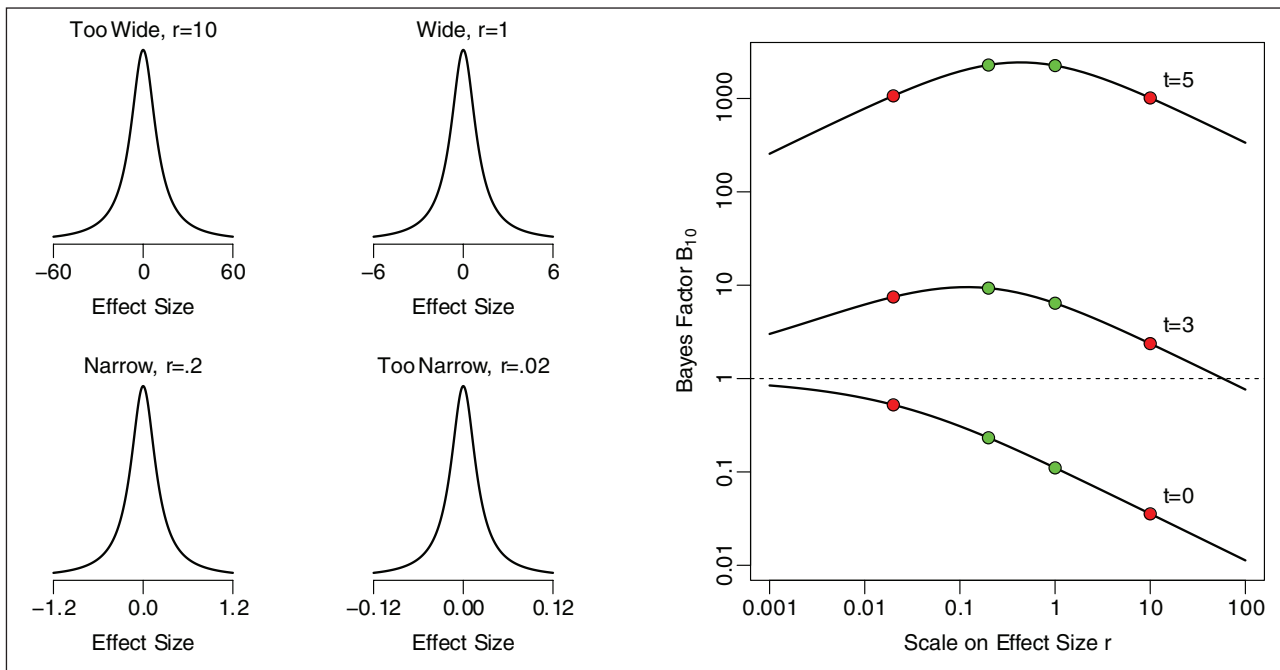 Too Wide, r=10
−60 0 60
Effect Size
Wide, r=1
−6 0 6
Effect Size
Narrow, r=.2
−1.2 0.0 1.2
Effect Size
Too Narrow, r=.02
−0.12 0.00 0.12
Effect Size
Bayes Factor B10
1000
100
10
1
0.1
0.01
t=5
t=3
t=0
0.001 0.01 0.1 1 10 100
Scale on Effect Size r